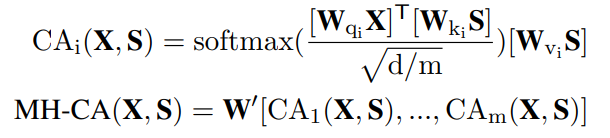 CA_i(X, S) = softmax([W_{q_i}X]^T[W_{k_i}S] / √(d/m))[W_{v_i}S]
MH-CA(X, S) = W'[CA_1(X, S), ..., CA_m(X, S)]